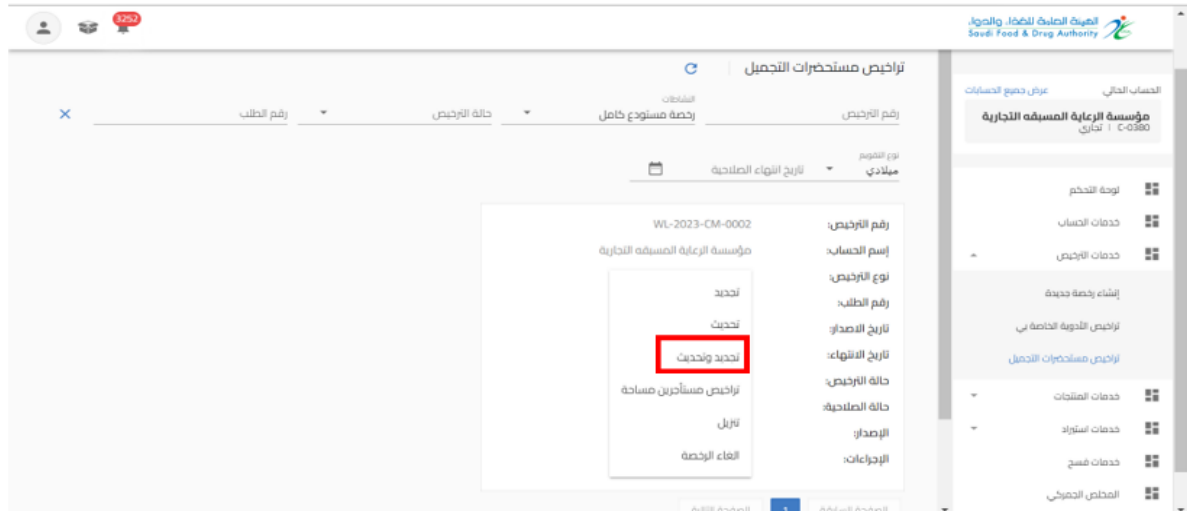 3252
الهيئة العامة للغذاء والدواء
Saudi Food & Drug Authority
تراخيص مستحضرات التجميل
رقم الترخيص
النشاطات
رخصة مستودع كامل
حالة الترخيص
رقم الطلب
نوع التقويم
ميلادي
تاريخ انتهاء الصلاحية
رقم الترخيص: WL-2023-CM-0002
إسم الحساب: مؤسسة الرعاية المسبقه التجارية
نوع الترخيص:
رقم الطلب:
تاريخ الاصدار:
تاريخ الانتهاء:
حالة الترخيص:
حالة الصلاحية:
الإصدار:
الإجراءات:
تجديد
تحديث
تجديد وتحديث
تراخيص مستأجرين مساحة
تنزيل
الغاء الرخصة
الصفحة السابقة 1 الصفحة التالية
الحساب الحالي عرض جميع الحسابات
مؤسسة الرعاية المسبقه التجارية
C-0380 | تجاري
لوحة التحكم
خدمات الحساب
خدمات الترخيص
إنشاء رخصة جديدة
تراخيص الأدوية الخاصة بي
تراخيص مستحضرات التجميل
خدمات المنتجات
خدمات استيراد
خدمات فسح
المخلص الجمركي